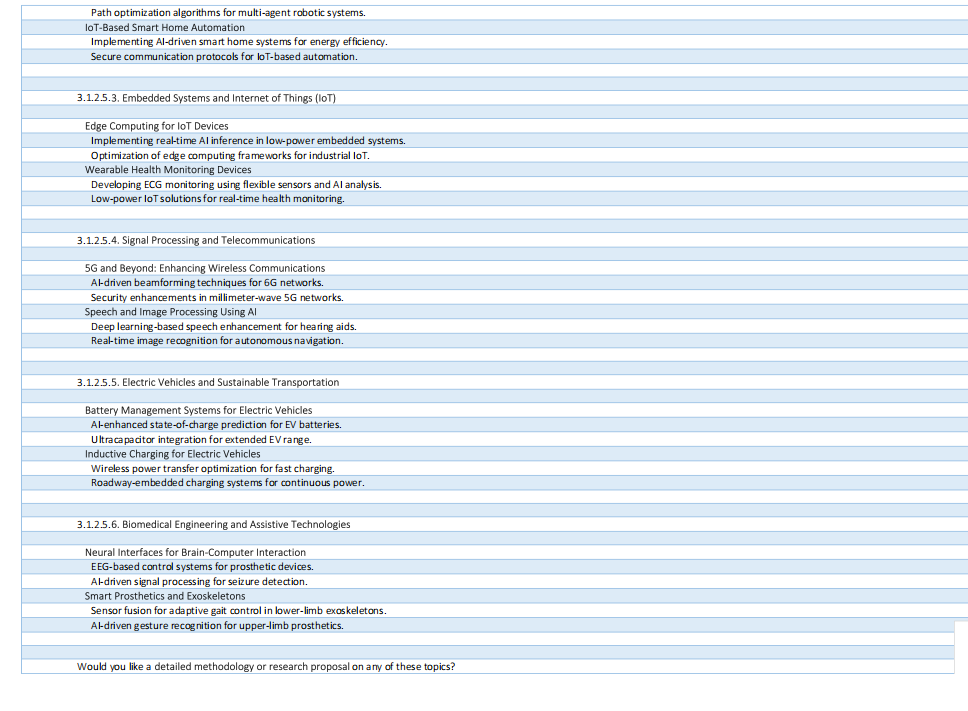 Path optimization algorithms for multi-agent robotic systems.
IoT-Based Smart Home Automation
Implementing AI-driven smart home systems for energy efficiency.
Secure communication protocols for IoT-based automation.
3.1.2.5.3. Embedded Systems and Internet of Things (IoT)
Edge Computing for IoT Devices
Implementing real-time AI inference in low-power embedded systems.
Optimization of edge computing frameworks for industrial IoT.
Wearable Health Monitoring Devices
Developing ECG monitoring using flexible sensors and AI analysis.
Low-power IoT solutions for real-time health monitoring.
3.1.2.5.4. Signal Processing and Telecommunications
5G and Beyond: Enhancing Wireless Communications
AI-driven beamforming techniques for 6G networks.
Security enhancements in millimeter-wave 5G networks.
Speech and Image Processing Using AI
Deep learning-based speech enhancement for hearing aids.
Real-time image recognition for autonomous navigation.
3.1.2.5.5. Electric Vehicles and Sustainable Transportation
Battery Management Systems for Electric Vehicles
AI-enhanced state-of-charge prediction for EV batteries.
Ultracapacitor integration for extended EV range.
Inductive Charging for Electric Vehicles
Wireless power transfer optimization for fast charging.
Roadway-embedded charging systems for continuous power.
3.1.2.5.6. Biomedical Engineering and Assistive Technologies
Neural Interfaces for Brain-Computer Interaction
EEG-based control systems for prosthetic devices.
AI-driven signal processing for seizure detection.
Smart Prosthetics and Exoskeletons
Sensor fusion for adaptive gait control in lower-limb exoskeletons.
AI-driven gesture recognition for upper-limb prosthetics.
Would you like a detailed methodology or research proposal on any of these topics?